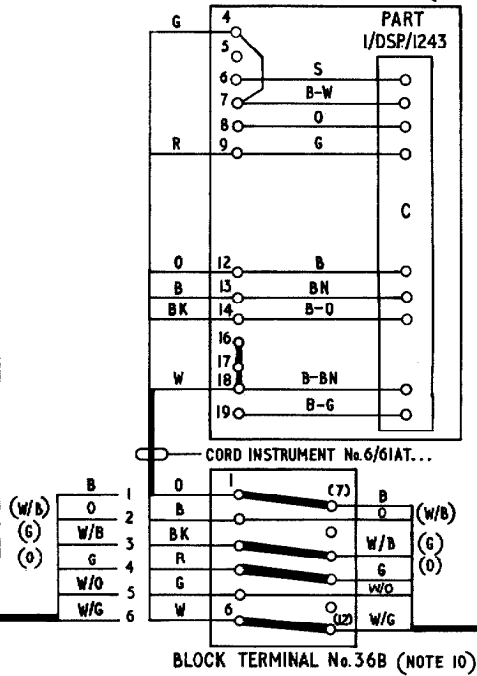 PART
1/DSP/1243
G 4
5
6 S
7 B-W
8 O
R 9 G
C
O 12 B
B 13 BN
BK 14 B-O
16
17
W 18 B-BN
19 B-G
CORD INSTRUMENT No. 6/61AT...
B 1 O 1 (7) B
(W/B) O 2 B O (W/B)
(G) W/B 3 BK W/B (G)
(O) G 4 R G (O)
W/O 5 G W/O
W/G 6 W 6 (12) W/G
BLOCK TERMINAL No. 36B (NOTE 10)